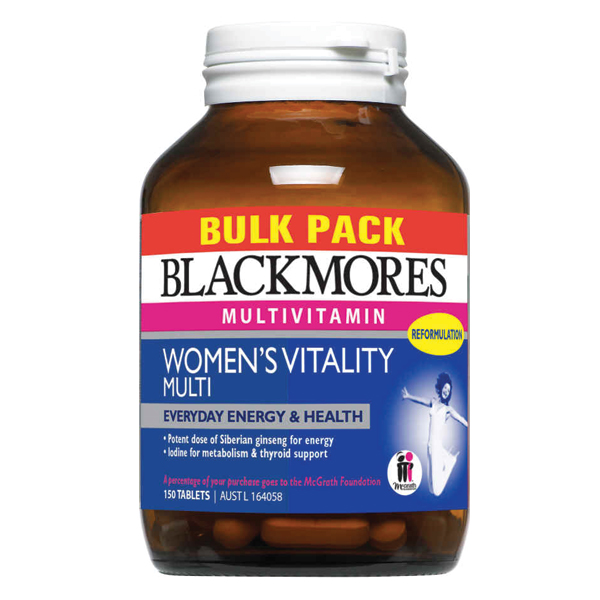 BULK PACK
BLACKMORES
MULTIVITAMIN
REFORMULATION
WOMEN'S VITALITY
MULTI
EVERYDAY ENERGY & HEALTH
• Potent dose of Siberian ginseng for energy
• Iodine for metabolism & thyroid support
A percentage of your purchase goes to the McGrath Foundation
150 TABLETS | AUST L 164058
McGrath